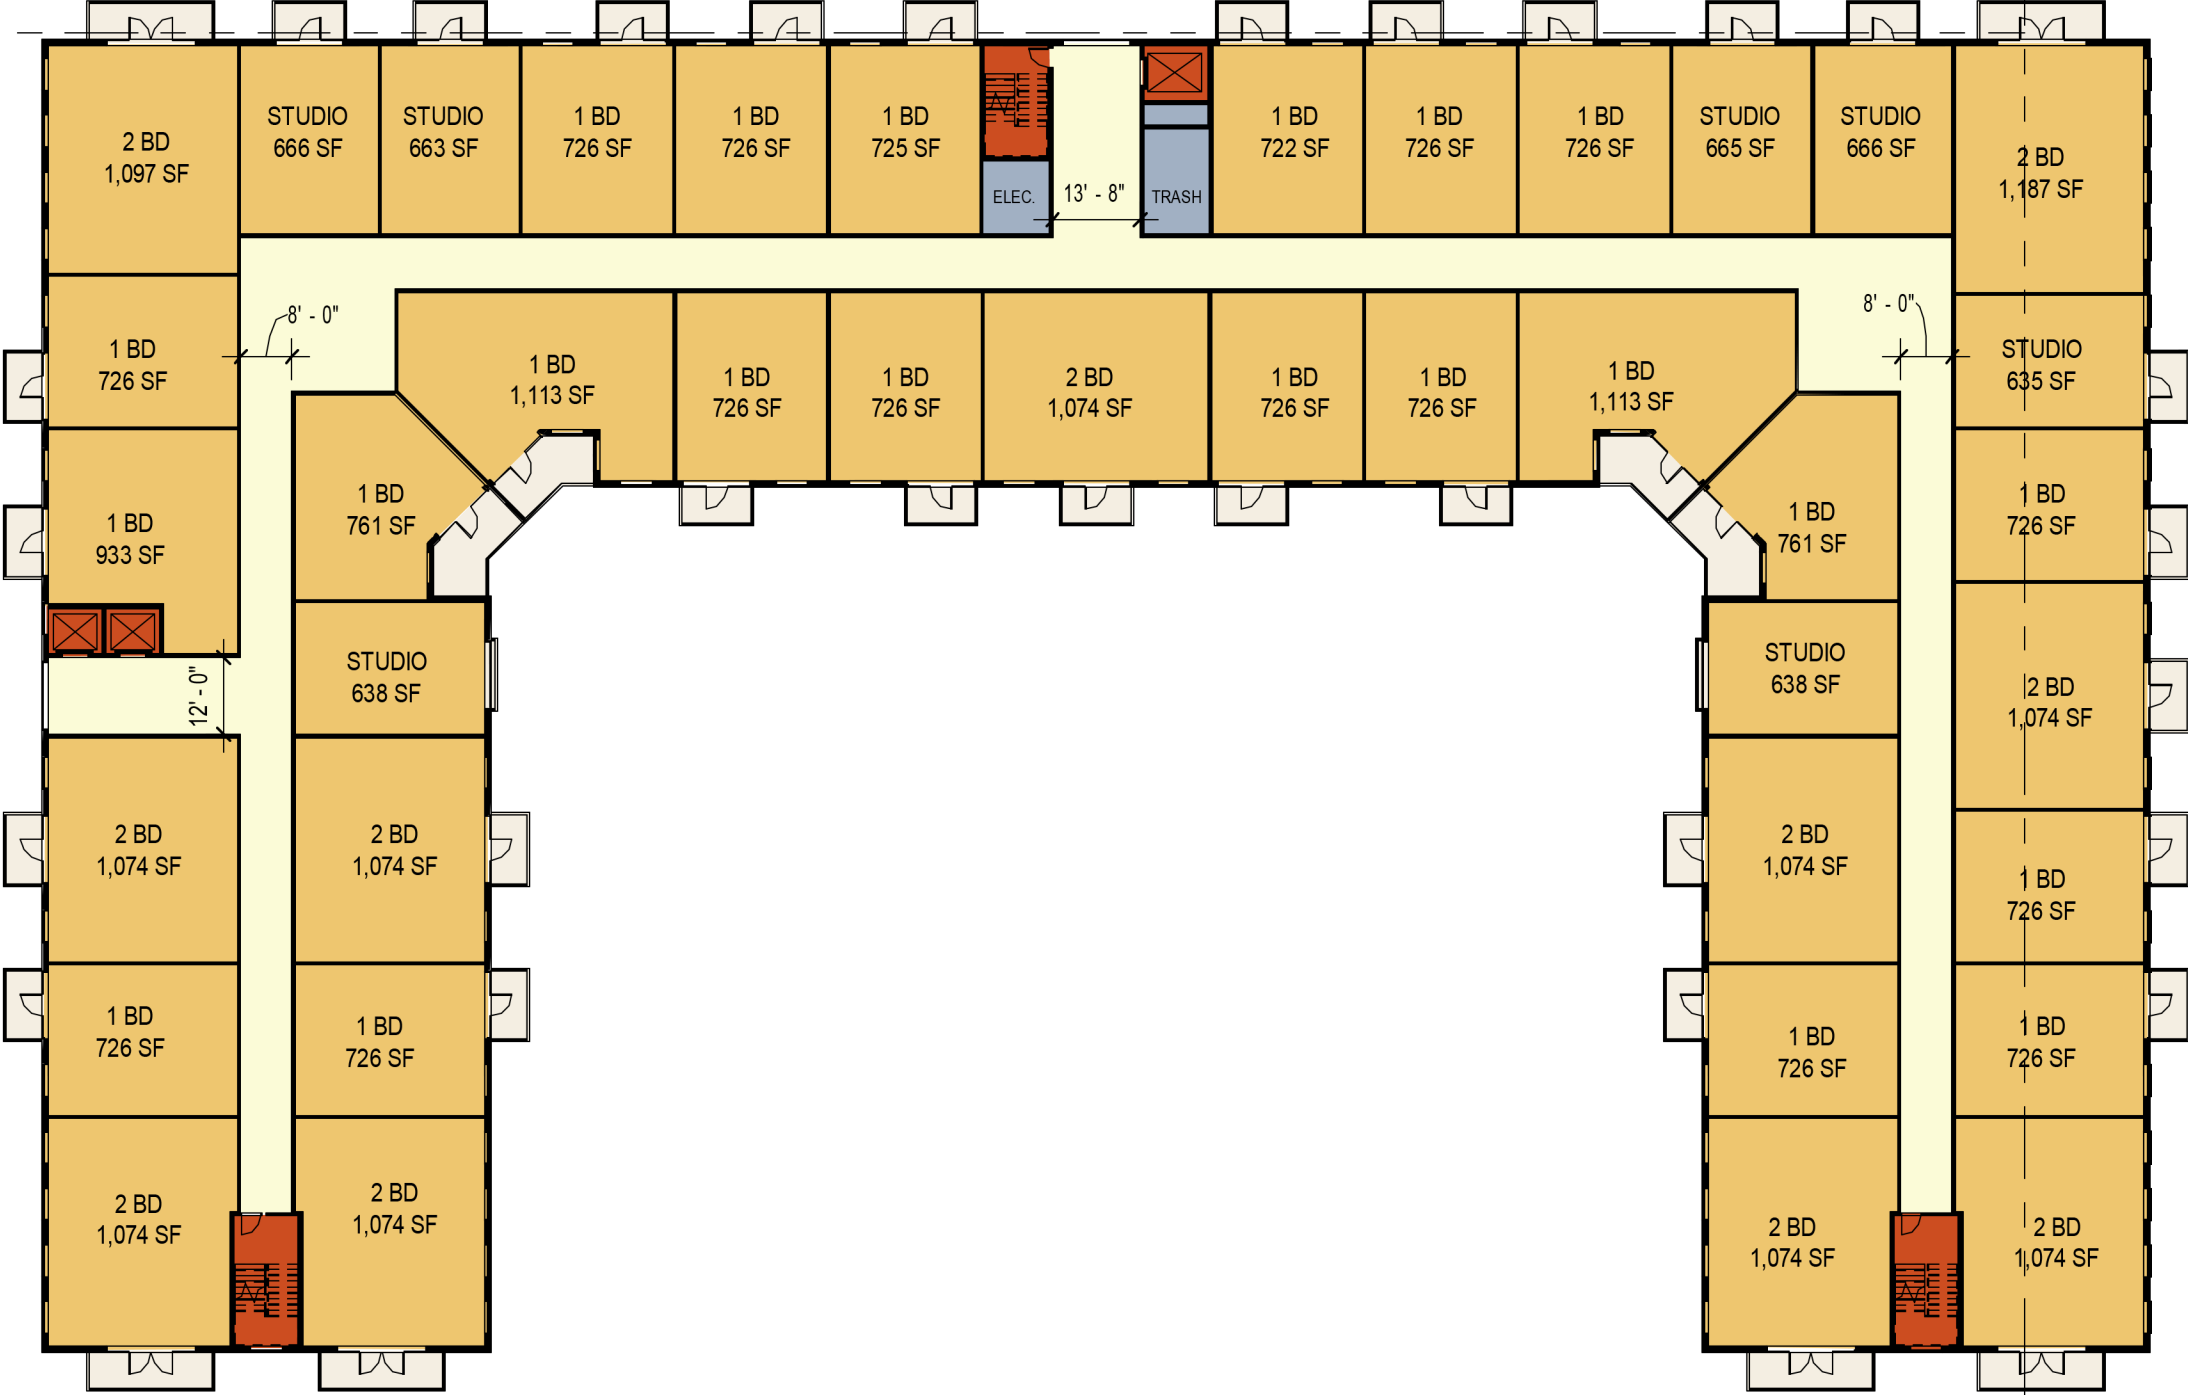 2 BD
1,097 SF
STUDIO
666 SF
STUDIO
663 SF
1 BD
726 SF
1 BD
726 SF
1 BD
725 SF
ELEC.
13' - 8"
TRASH
1 BD
722 SF
1 BD
726 SF
1 BD
726 SF
STUDIO
665 SF
STUDIO
666 SF
2 BD
1,187 SF
1 BD
726 SF
8' - 0"
1 BD
1,113 SF
1 BD
726 SF
1 BD
726 SF
2 BD
1,074 SF
1 BD
726 SF
1 BD
726 SF
1 BD
1,113 SF
8' - 0"
STUDIO
635 SF
1 BD
933 SF
1 BD
761 SF
1 BD
761 SF
1 BD
726 SF
12' - 0"
STUDIO
638 SF
STUDIO
638 SF
2 BD
1,074 SF
2 BD
1,074 SF
2 BD
1,074 SF
2 BD
1,074 SF
1 BD
726 SF
1 BD
726 SF
1 BD
726 SF
1 BD
726 SF
1 BD
726 SF
2 BD
1,074 SF
2 BD
1,074 SF
2 BD
1,074 SF
2 BD
1,074 SF